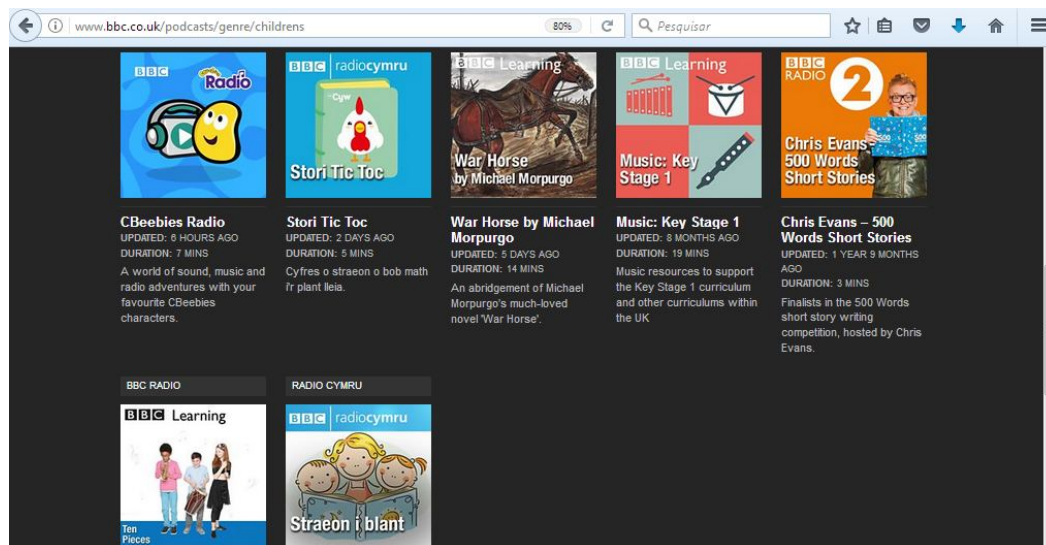 www.bbc.co.uk/podcasts/genre/childrens
80%
Pesquisar
BBC
CBeebies
Radio
BBC radiocymru
Cyw
Stori Tic Toc
BBC Learning
War Horse
by Michael Morpurgo
BBC Learning
Music: Key
Stage 1
BBC
RADIO
2
Chris Evans-
500 Words
Short Stories
500
CBeebies Radio
UPDATED: 6 HOURS AGO
DURATION: 7 MINS
A world of sound, music and
radio adventures with your
favourite CBeebies
characters.
Stori Tic Toc
UPDATED: 2 DAYS AGO
DURATION: 5 MINS
Cyfres o straeon o bob math
i'r plant lleia.
War Horse by Michael
Morpurgo
UPDATED: 5 DAYS AGO
DURATION: 14 MINS
An abridgement of Michael
Morpurgo's much-loved
novel 'War Horse'.
Music: Key Stage 1
UPDATED: 8 MONTHS AGO
DURATION: 19 MINS
Music resources to support
the Key Stage 1 curriculum
and other curriculums within
the UK
Chris Evans – 500
Words Short Stories
UPDATED: 1 YEAR 9 MONTHS
AGO
DURATION: 3 MINS
Finalists in the 500 Words
short story writing
competition, hosted by Chris
Evans.
BBC RADIO
RADIO CYMRU
BBC Learning
Ten
Pieces
BBC radiocymru
Straeon i blant